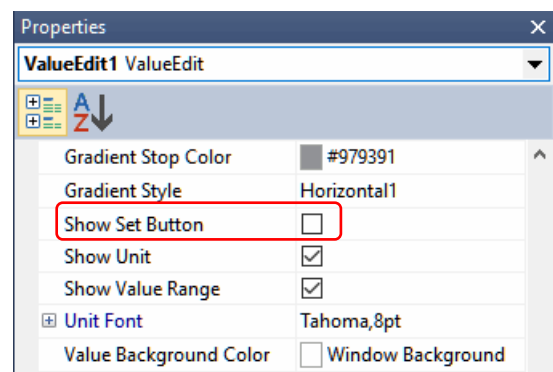 Properties
ValueEdit1 ValueEdit
A
Z
Gradient Stop Color #979391
Gradient Style Horizontal1
Show Set Button
Show Unit
Show Value Range
Unit Font Tahoma,8pt
Value Background Color Window Background